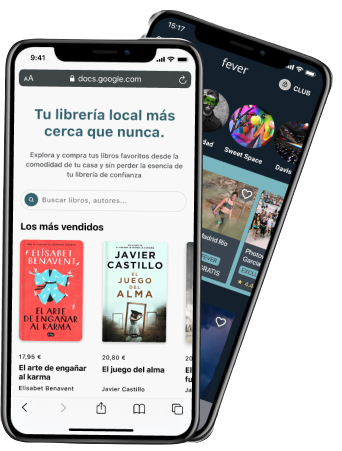 9:41
AA
docs.google.com
Tu librería local más
cerca que nunca.
Explora y compra tus libros favoritos desde la
comodidad de tu casa y sin perder la esencia de
tu librería de confianza
Buscar libros, autores...
Los más vendidos
ELÍSABET
BENAVENT
EL ARTE
DE ENGAÑAR
AL KARMA
JAVIER
CASTILLO
EL
JUEGO
DEL
ALMA
17,95 €
20,80 €
El arte de engañar
al karma
El juego del alma
Elísabet Benavent
Javier Castillo
15:17
fever
CLUB
dad
Sweet Space
Davis
Madrid Rio
FEVER
GRATIS
Photos
García
EXCLU
4.4